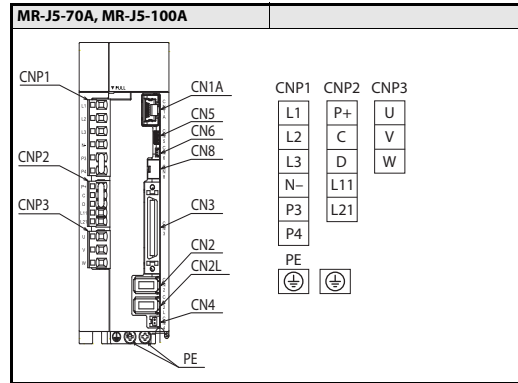 MR-J5-70A, MR-J5-100A
CNP1
CNP2
CNP3
CN1A
CN5
CN6
CN8
CN3
CN2
CN2L
CN4
PE
CNP1 CNP2 CNP3
L1 P+ U
L2 C V
L3 D W
N− L11
P3 L21
P4
PE